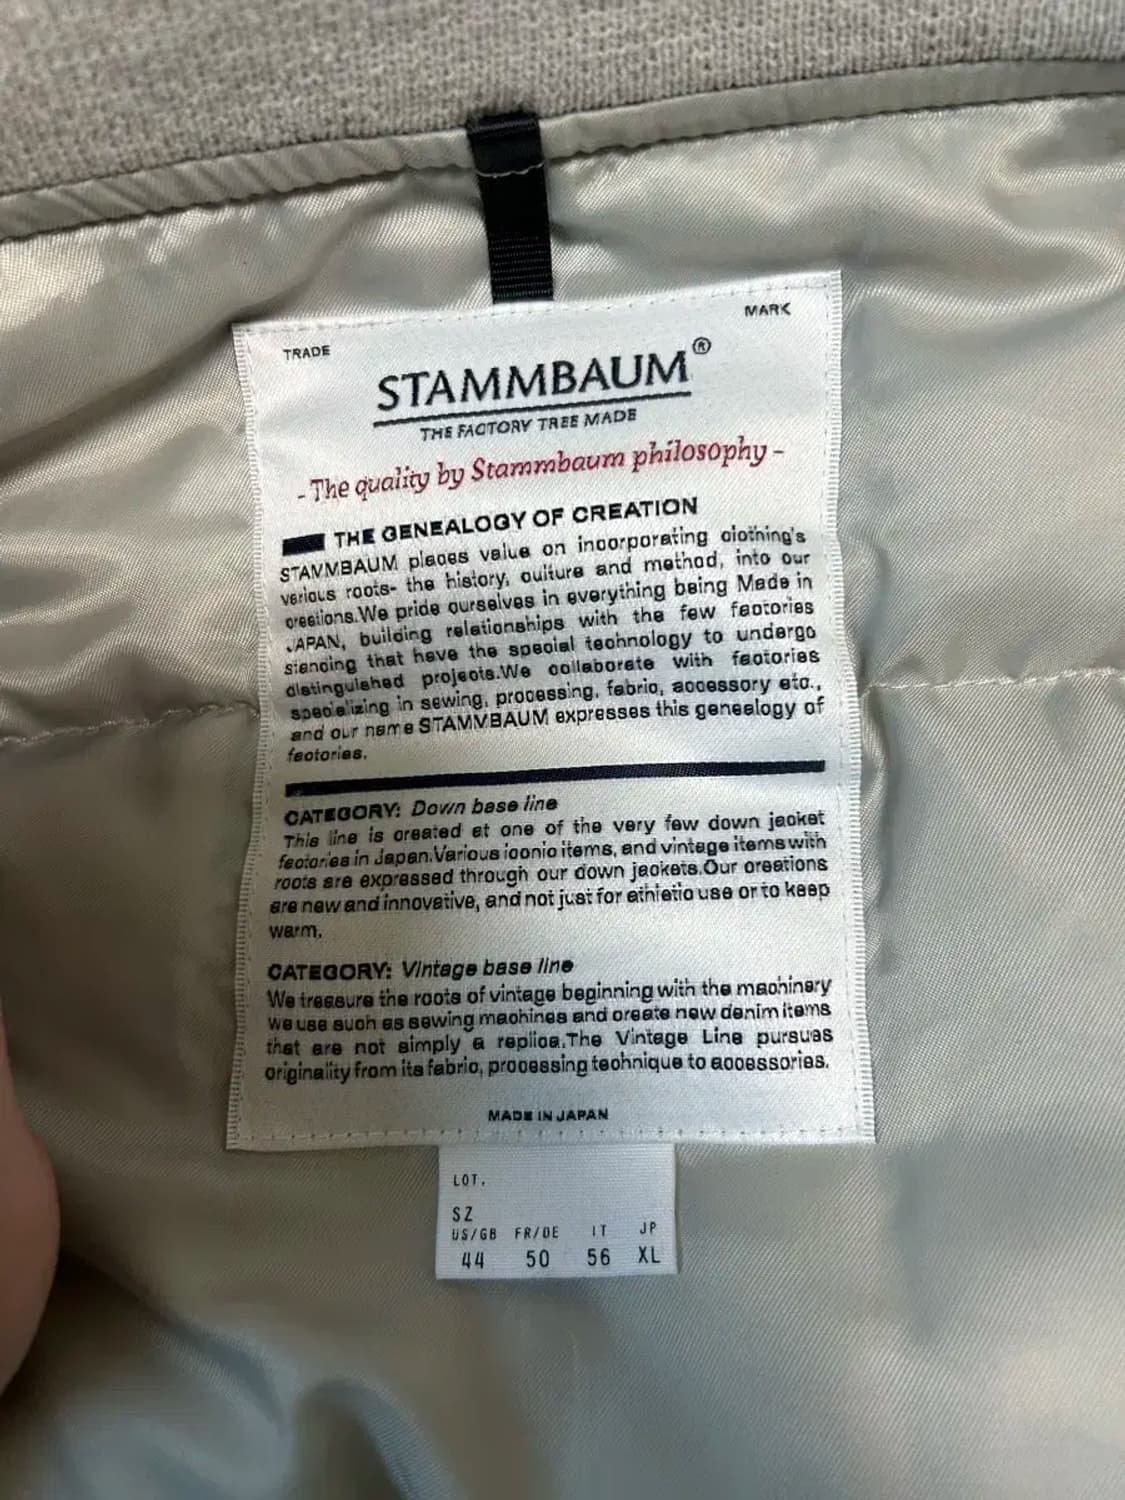 TRADE
MARK
STAMMBAUM®
THE FACTORY TREE MADE
- The quality by Stammbaum philosophy -
THE GENEALOGY OF CREATION
STAMMBAUM places value on incorporating clothing's
various roots- the history, culture and method, into our
creations.We pride ourselves in everything being Made in
JAPAN, building relationships with the few factories
standing that have the special technology to undergo
distinguished projects.We collaborate with factories
specializing in sewing, processing, fabric, accessory etc.,
and our name STAMMBAUM expresses this genealogy of
factories.
CATEGORY: Down base line
This line is created at one of the very few down jacket
factories in Japan.Various iconic items, and vintage items with
roots are expressed through our down jackets.Our creations
are new and innovative, and not just for athletic use or to keep
warm.
CATEGORY: Vintage base line
We treasure the roots of vintage beginning with the machinery
we use such as sewing machines and create new denim items
that are not simply a replica.The Vintage Line pursues
originality from its fabric, processing technique to accessories.
MADE IN JAPAN
LOT.
SZ
US/GB FR/DE IT JP
44 50 56 XL